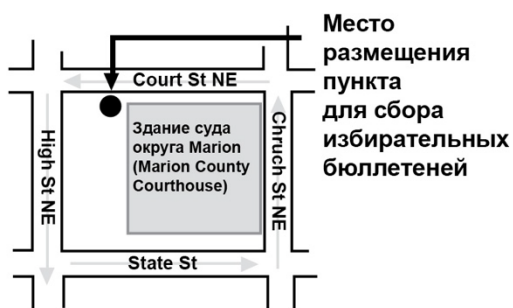 Место
размещения
пункта
для сбора
избирательных
бюллетеней
Court St NE
Здание суда
округа Marion
(Marion County
Courthouse)
High St NE
Chruch St NE
State St